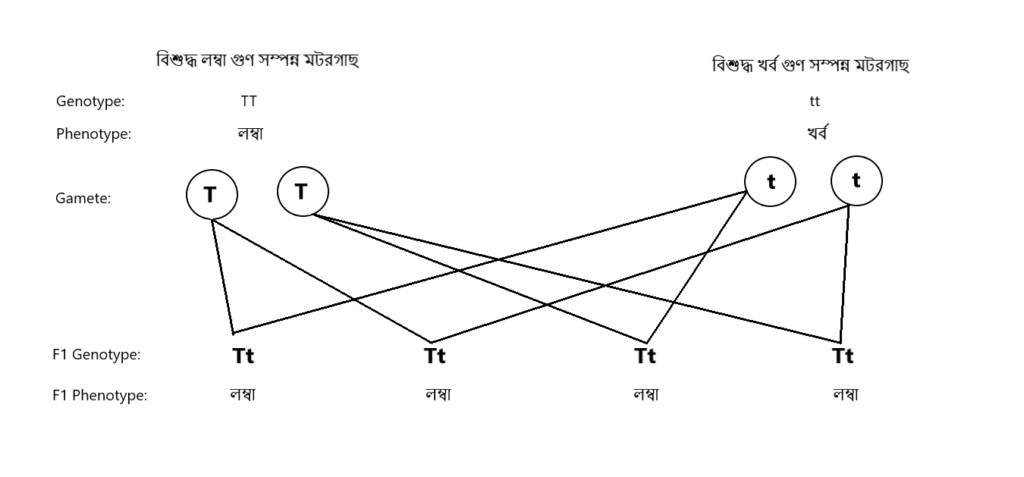 বিশুদ্ধ লম্বা গুণ সম্পন্ন মটরগাছ
বিশুদ্ধ খর্ব গুণ সম্পন্ন মটরগাছ
Genotype: TT tt
Phenotype: লম্বা খর্ব
Gamete: T T t t
F1 Genotype: Tt Tt Tt Tt
F1 Phenotype: লম্বা লম্বা লম্বা লম্বা